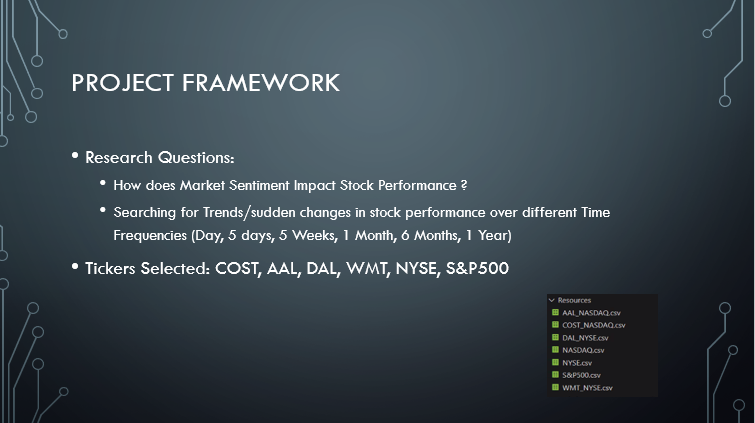 PROJECT FRAMEWORK
• Research Questions:
• How does Market Sentiment Impact Stock Performance ?
• Searching for Trends/sudden changes in stock performance over different Time
Frequencies (Day, 5 days, 5 Weeks, 1 Month, 6 Months, 1 Year)
• Tickers Selected: COST, AAL, DAL, WMT, NYSE, S&P500
Resources
AAL_NASDAQ.csv
COST_NASDAQ.csv
DAL_NYSE.csv
NASDAQ.csv
NYSE.csv
S&P500.csv
WMT_NYSE.csv